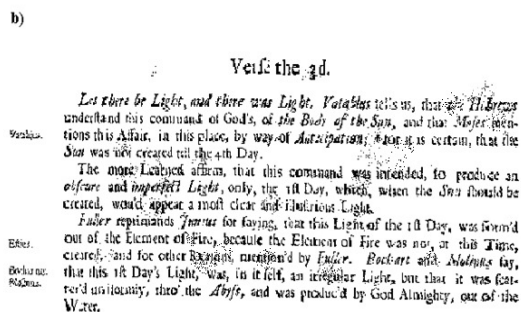 b)
Verse the 3d.
Let there be Light, and there was Light. Vatablus tells us, that the Hebrews
understand this command of God's, of the Body of the Sun, and that Moses men-
Vatablus. tions this Affair, in this place, by way of Anticipation; for it is certain, that the
Sun was not created till the 4th Day.
The more Learned affirm, that this command was intended, to produce an
obscure and imperfect Light, only, the 1st Day, which, when the Sun should be
created, wou'd appear a most clear and illustrious Light.
Fuller reprimands for saying, that this Light of the 1st Day, was form'd
out of the Element of Fire, because the Element of Fire was not, at this Time,
created, and for other Reasons, mention'd by Fuller. Bochart and say,
that this 1st Day's Light, was, in it self, an irregular Light, but that it was scat-
ter'd uniformly, thro' the Abyss, and was produc'd by God Almighty, out of the
Water.